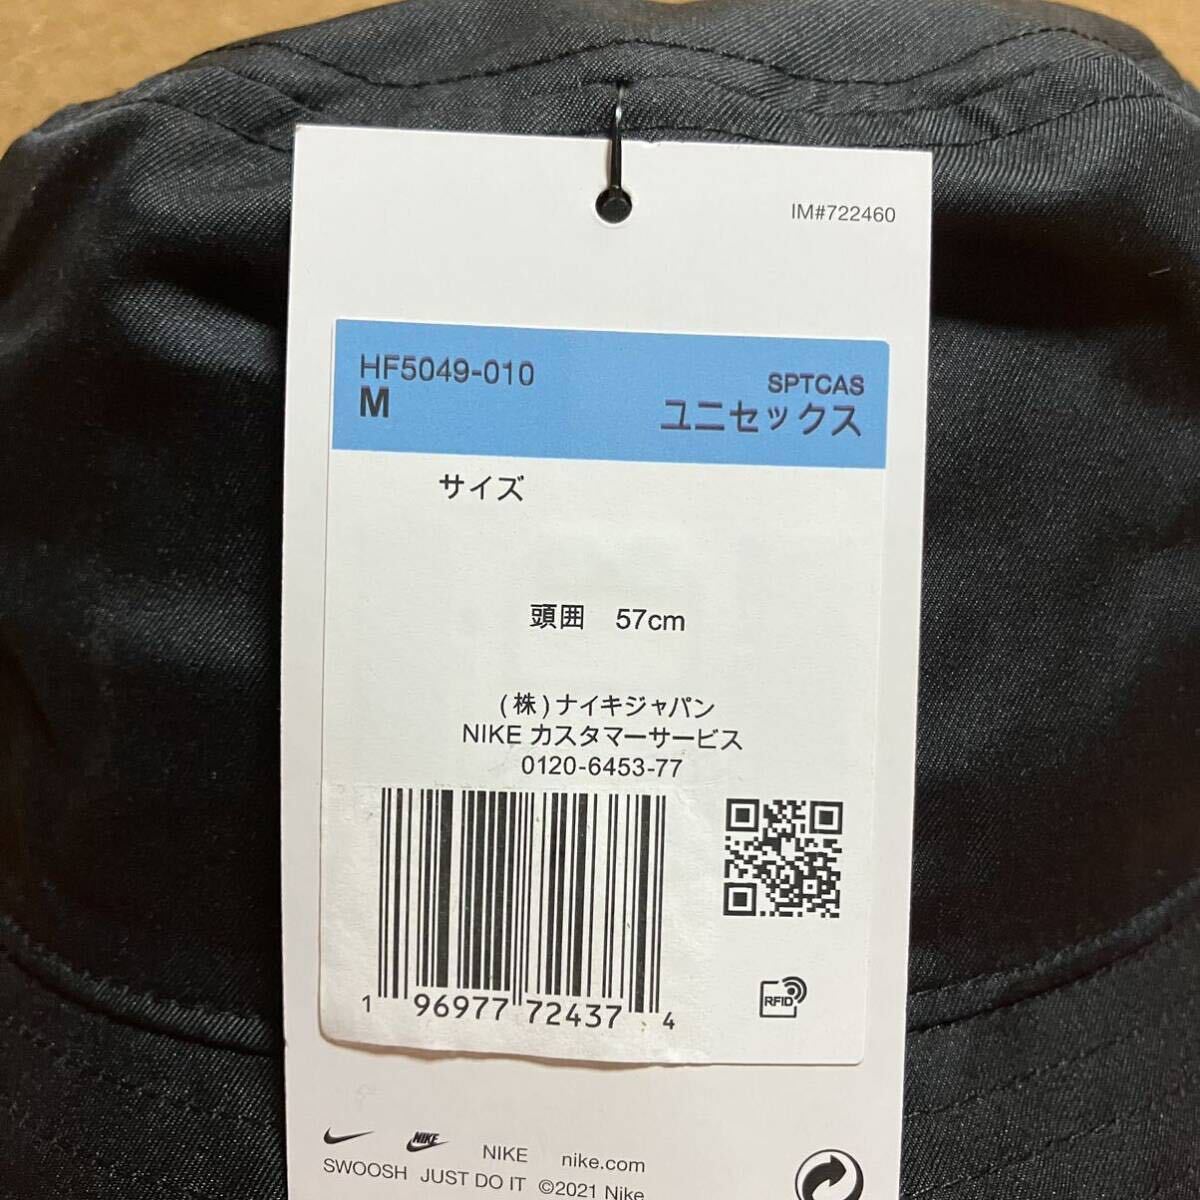 IM#722460
HF5049-010
SPTCAS
M
ユニセックス
サイズ
頭囲 57cm
(株)ナイキジャパン
NIKE カスタマーサービス
0120-6453-77
1 96977 72437 4
RFID
NIKE
NIKE nike.com
SWOOSH JUST DO IT ©2021 Nike